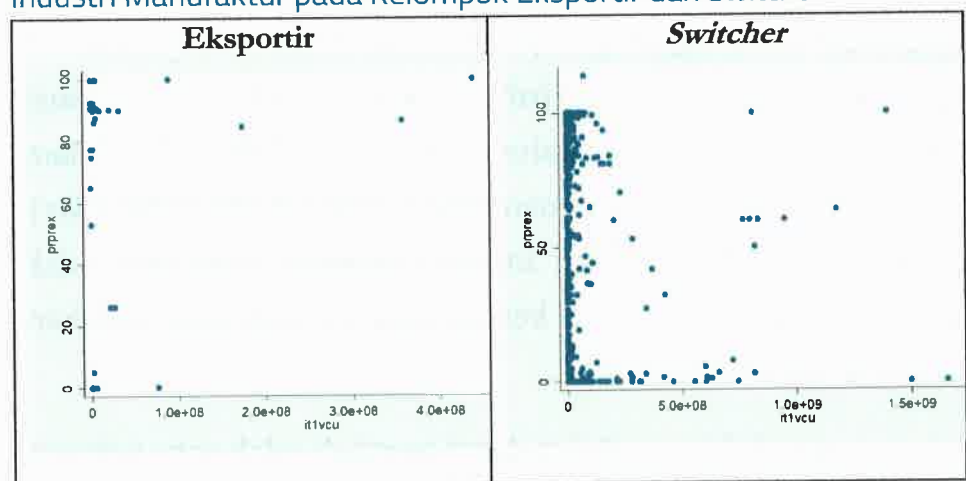 Industri Manufaktur pada Kelompok Eksportir dan
Eksportir
Switcher
prprex
100
80
60
40
20
0
0
1.0e+08
2.0e+08
3.0e+08
4.0e+08
it1vcu
prprex
100
50
0
0
5.0e+08
1.0e+09
1.5e+09
it1vcu